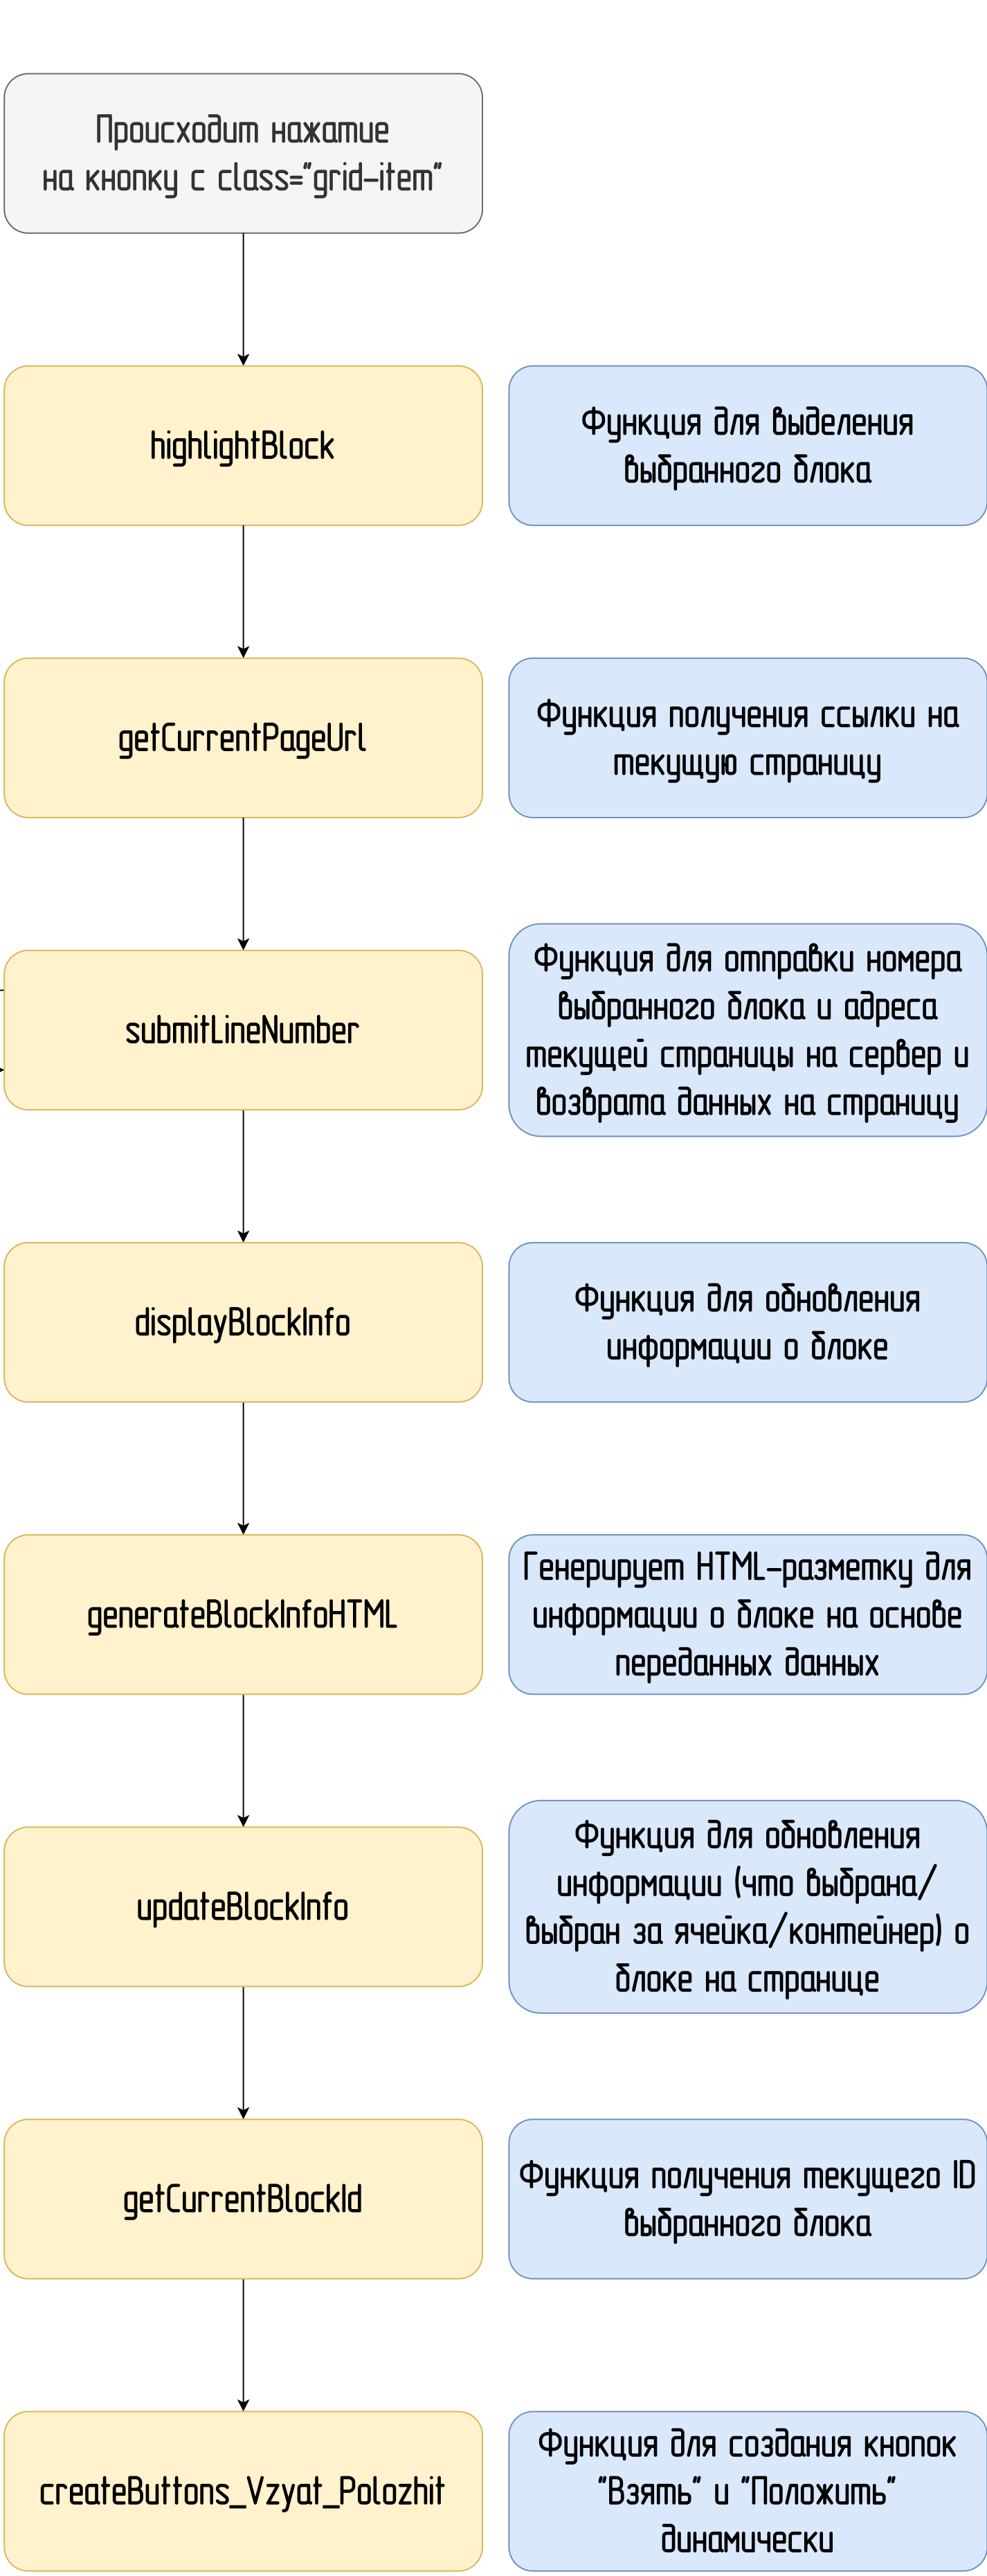 Происходит нажатие
на кнопку с class="grid-item"
highlightBlock
Функция для выделения
выбранного блока
getCurrentPageUrl
Функция получения ссылки на
текущую страницу
submitLineNumber
Функция для отправки номера
выбранного блока и адреса
текущей страницы на сервер и
возврата данных на страницу
displayBlockInfo
Функция для обновления
информации о блоке
generateBlockInfoHTML
Генерирует HTML-разметку для
информации о блоке на основе
переданных данных
updateBlockInfo
Функция для обновления
информации (что выбрана/
выбран за ячейка/контейнер) о
блоке на странице
getCurrentBlockId
Функция получения текущего ID
выбранного блока
createButtons_Vzyat_Polozhit
Функция для создания кнопок
"Взять" и "Положить"
динамически